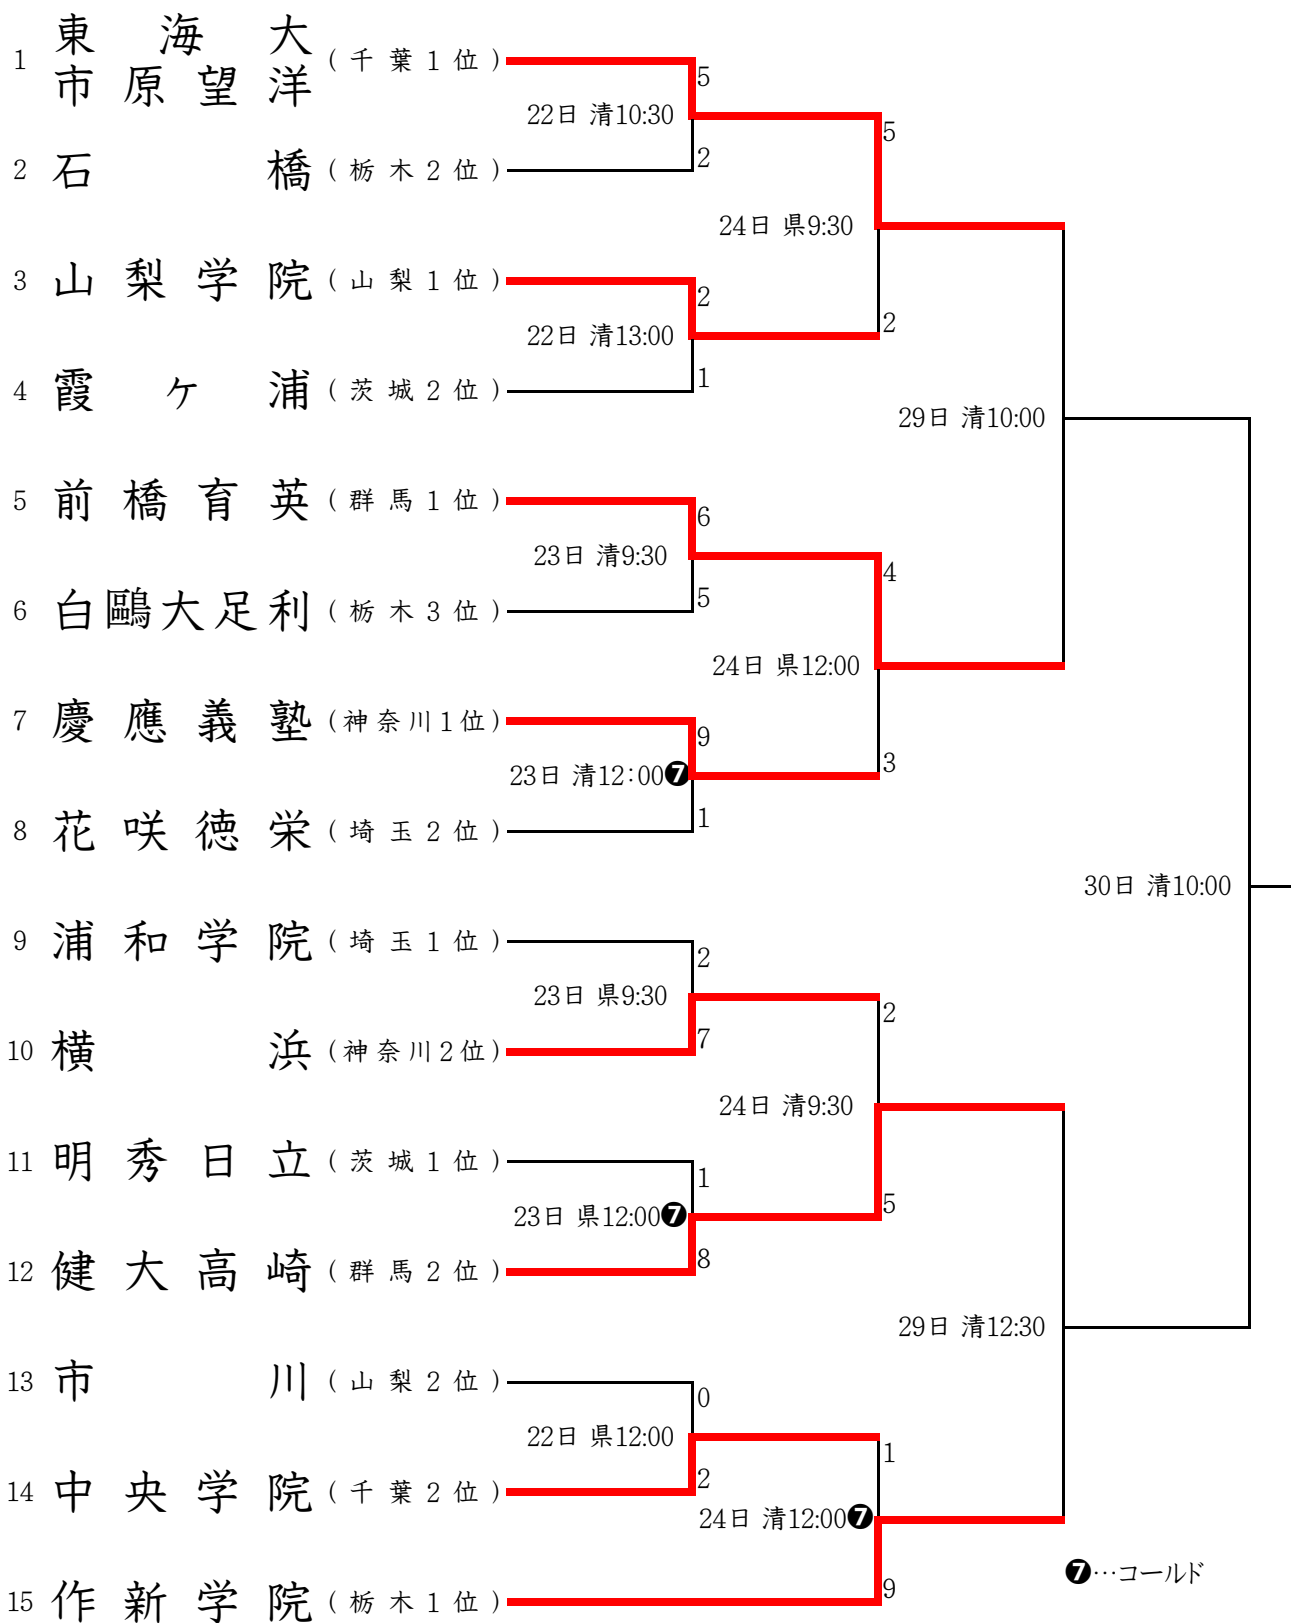 1 東海大市原望洋 (千葉1位)
5
22日 清10:30
5
2
2 石橋 (栃木2位)
24日 県9:30
3 山梨学院 (山梨1位)
2
2
22日 清13:00
1
4 霞ヶ浦 (茨城2位)
29日 清10:00
5 前橋育英 (群馬1位)
6
23日 清9:30
4
5
6 白鷗大足利 (栃木3位)
24日 県12:00
7 慶應義塾 (神奈川1位)
9
3
23日 清12:00❼
1
8 花咲徳栄 (埼玉2位)
30日 清10:00
9 浦和学院 (埼玉1位)
2
23日 県9:30
2
7
10 横浜 (神奈川2位)
24日 清9:30
11 明秀日立 (茨城1位)
1
5
23日 県12:00❼
8
12 健大高崎 (群馬2位)
29日 清12:30
13 市川 (山梨2位)
0
22日 県12:00
1
2
14 中央学院 (千葉2位)
24日 清12:00❼
❼…コールド
9
15 作新学院 (栃木1位)